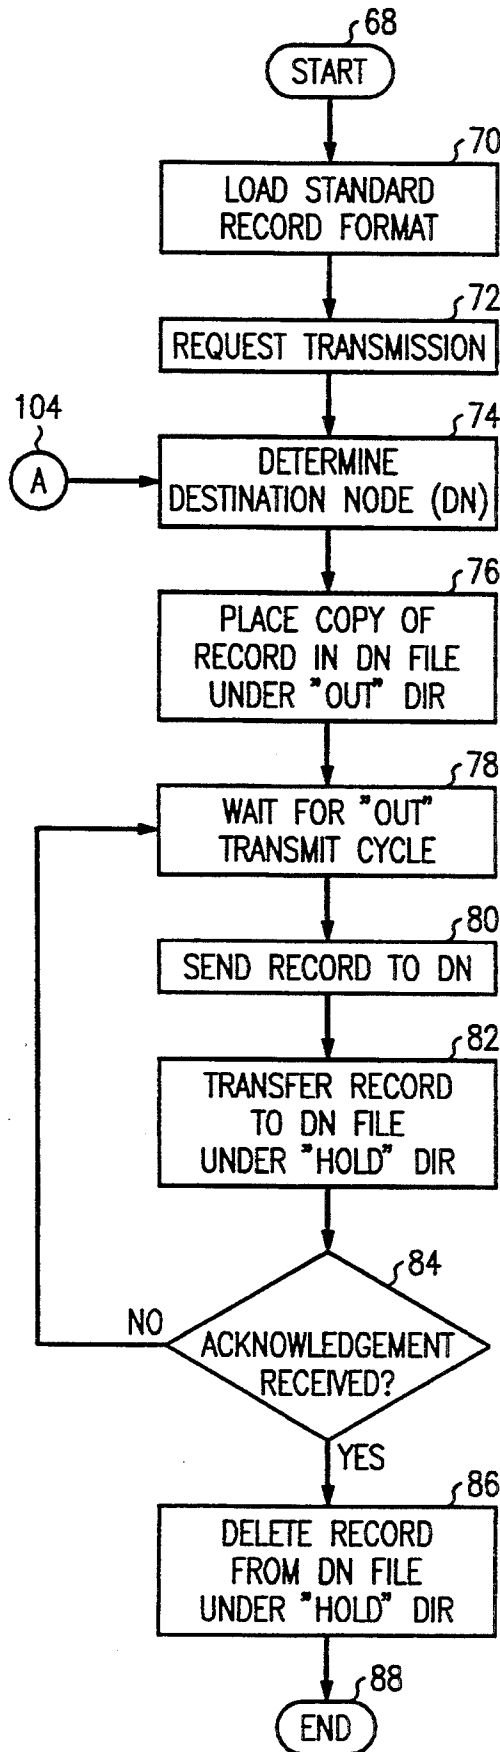 68
START
70
LOAD STANDARD
RECORD FORMAT
72
REQUEST TRANSMISSION
104
A
74
DETERMINE
DESTINATION NODE (DN)
76
PLACE COPY OF
RECORD IN DN FILE
UNDER "OUT" DIR
78
WAIT FOR "OUT"
TRANSMIT CYCLE
80
SEND RECORD TO DN
82
TRANSFER RECORD
TO DN FILE
UNDER "HOLD" DIR
84
NO
ACKNOWLEDGEMENT
RECEIVED?
YES
86
DELETE RECORD
FROM DN FILE
UNDER "HOLD" DIR
88
END